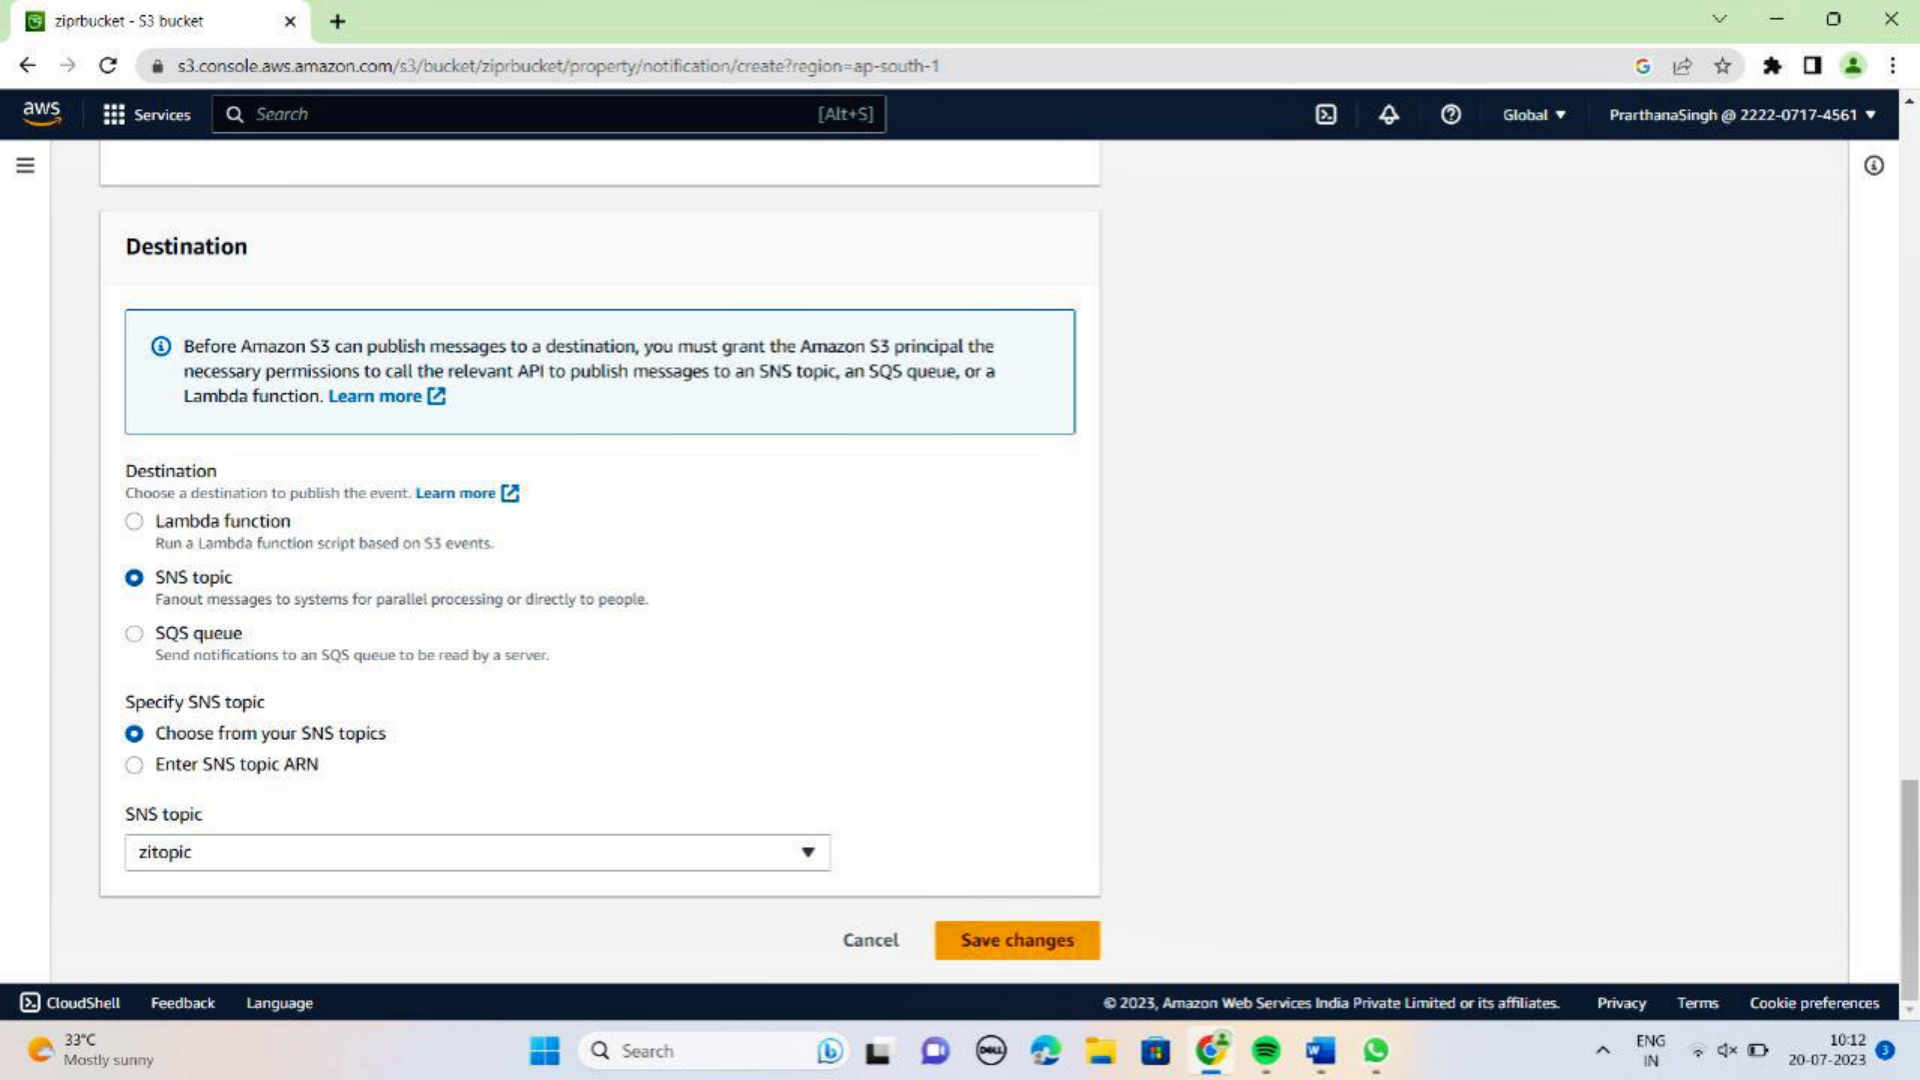 ziprbucket - S3 bucket
s3.console.aws.amazon.com/s3/bucket/ziprbucket/property/notification/create?region=ap-south-1
aws
Services
Search
[Alt+S]
Global
PrarthanaSingh @ 2222-0717-4561
Destination
Before Amazon S3 can publish messages to a destination, you must grant the Amazon S3 principal the
necessary permissions to call the relevant API to publish messages to an SNS topic, an SQS queue, or a
Lambda function. Learn more
Destination
Choose a destination to publish the event. Learn more
Lambda function
Run a Lambda function script based on S3 events.
SNS topic
Fanout messages to systems for parallel processing or directly to people.
SQS queue
Send notifications to an SQS queue to be read by a server.
Specify SNS topic
Choose from your SNS topics
Enter SNS topic ARN
SNS topic
zitopic
Cancel
Save changes
CloudShell
Feedback
Language
© 2023, Amazon Web Services India Private Limited or its affiliates.
Privacy
Terms
Cookie preferences
33°C
Mostly sunny
Search
DELL
ENG
IN
10:12
20-07-2023
3